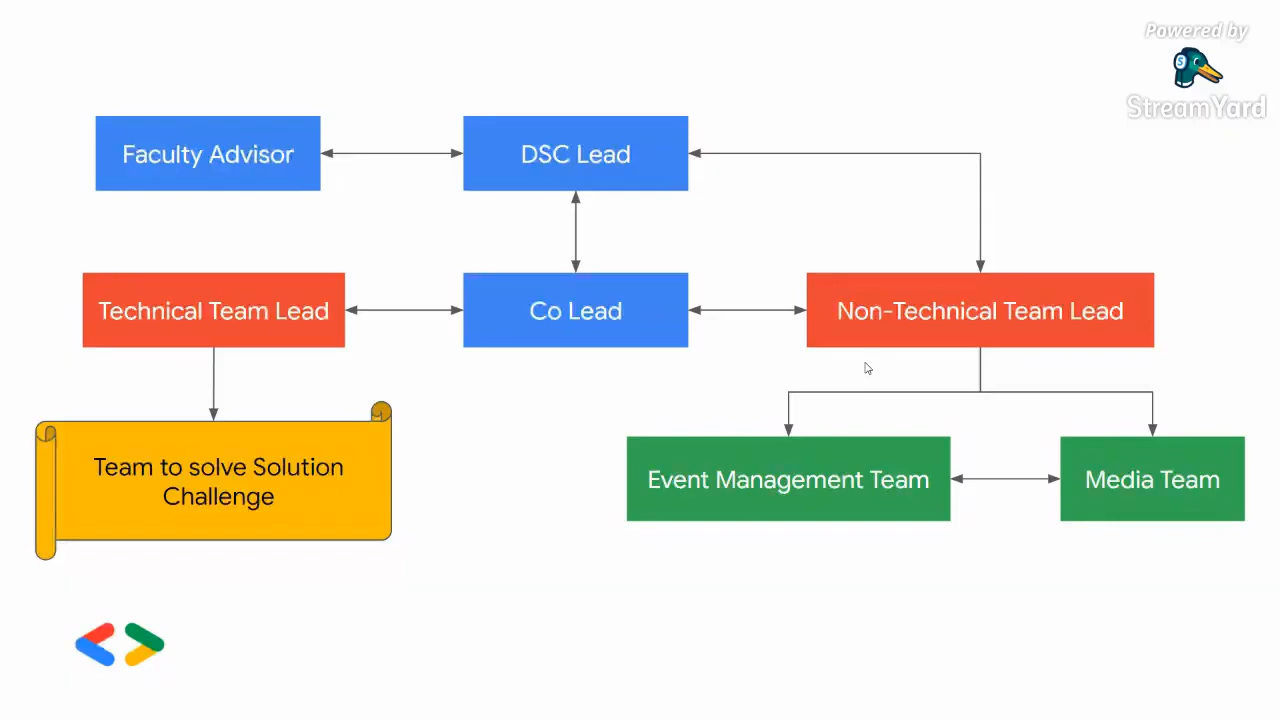 Powered by
StreamYard
Faculty Advisor
DSC Lead
Technical Team Lead
Co Lead
Non-Technical Team Lead
Team to solve Solution
Challenge
Event Management Team
Media Team